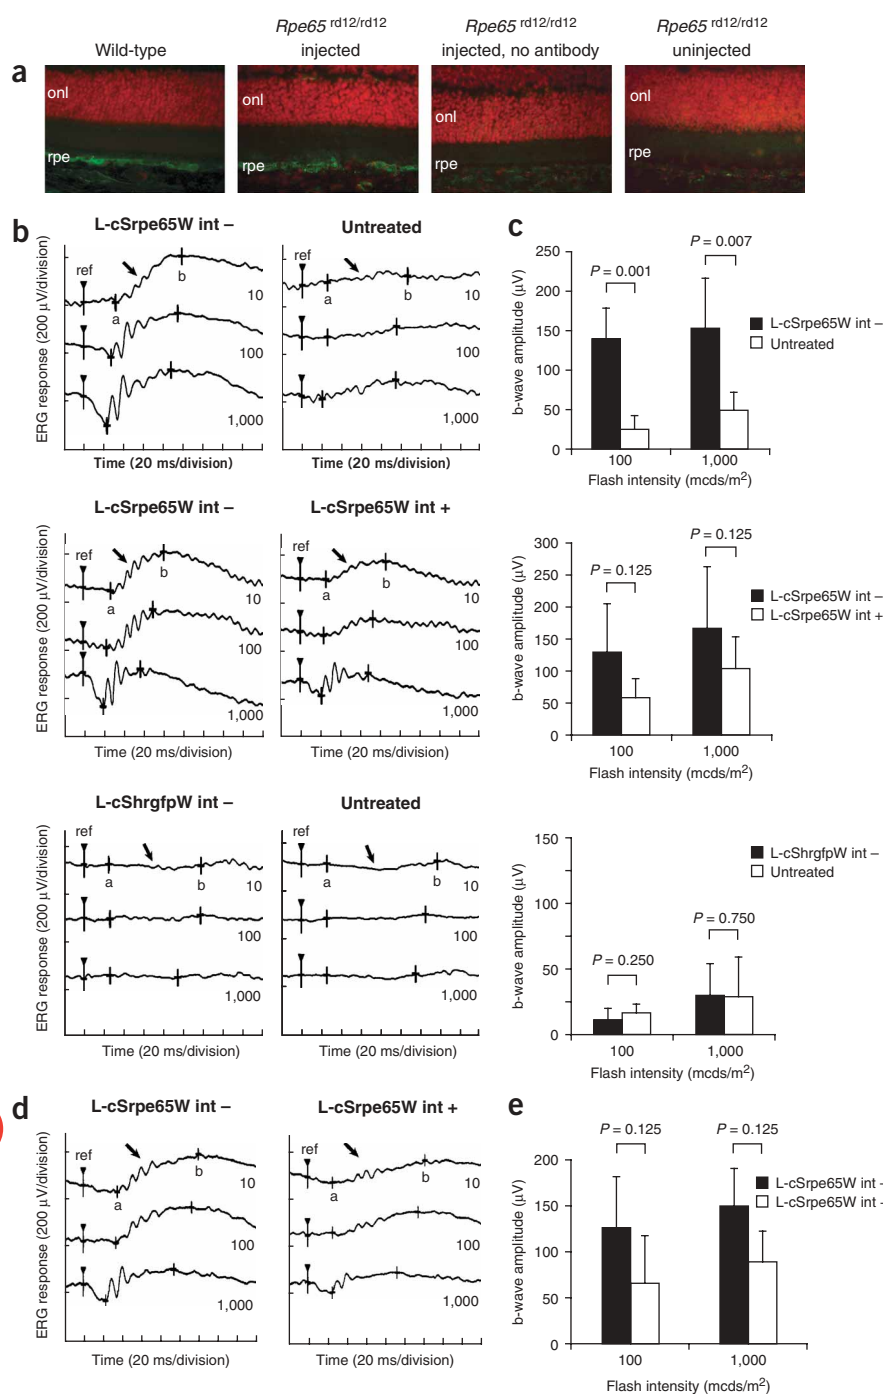 Wild-type
Rpe65 rd12/rd12
injected
Rpe65 rd12/rd12
injected, no antibody
Rpe65 rd12/rd12
uninjected
a
onl
rpe
onl
rpe
onl
rpe
onl
rpe
b
L-cSrpe65W int –
Untreated
ERG response (200 µV/division)
ref
a
b
10
100
1,000
Time (20 ms/division)
ref
a
b
10
100
1,000
Time (20 ms/division)
c
b-wave amplitude (µV)
250
200
150
100
50
0
P = 0.001
P = 0.007
L-cSrpe65W int –
Untreated
100
1,000
Flash intensity (mcds/m2)
L-cSrpe65W int –
L-cSrpe65W int +
ERG response (200 µV/division)
ref
a
b
10
100
1,000
Time (20 ms/division)
ref
a
b
10
100
1,000
Time (20 ms/division)
b-wave amplitude (µV)
300
250
200
150
100
50
0
P = 0.125
P = 0.125
L-cSrpe65W int –
L-cSrpe65W int +
100
1,000
Flash intensity (mcds/m2)
L-cShrgfpW int –
Untreated
ERG response (200 µV/division)
ref
a
b
10
100
1,000
Time (20 ms/division)
ref
a
b
10
100
1,000
Time (20 ms/division)
b-wave amplitude (µV)
150
100
50
0
P = 0.250
P = 0.750
L-cShrgfpW int –
Untreated
100
1,000
Flash intensity (mcds/m2)
d
L-cSrpe65W int –
L-cSrpe65W int +
ERG response (200 µV/division)
ref
a
b
10
100
1,000
Time (20 ms/division)
ref
a
b
10
100
1,000
Time (20 ms/division)
e
b-wave amplitude (µV)
200
150
100
50
0
P = 0.125
P = 0.125
L-cSrpe65W int -
L-cSrpe65W int -
100
1,000
Flash intensity (mcds/m2)